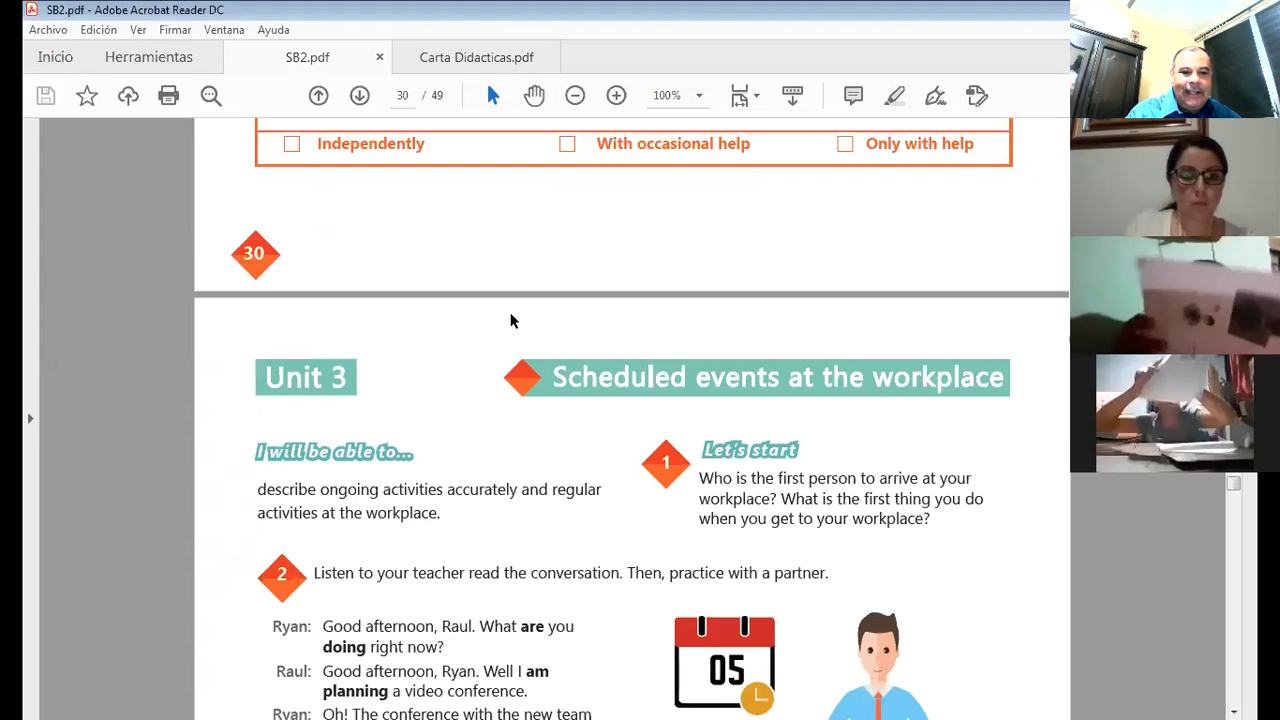 SB2.pdf - Adobe Acrobat Reader DC
Archivo Edición Ver Firmar Ventana Ayuda
Inicio Herramientas SB2.pdf × Carta Didacticas.pdf
30 / 49 100%
Independently With occasional help Only with help
30
Unit 3 Scheduled events at the workplace
I will be able to...
describe ongoing activities accurately and regular
activities at the workplace.
1 Let's start
Who is the first person to arrive at your
workplace? What is the first thing you do
when you get to your workplace?
2 Listen to your teacher read the conversation. Then, practice with a partner.
Ryan: Good afternoon, Raul. What are you
doing right now?
Raul: Good afternoon, Ryan. Well I am
planning a video conference.
Ryan: Oh! The conference with the new team
05